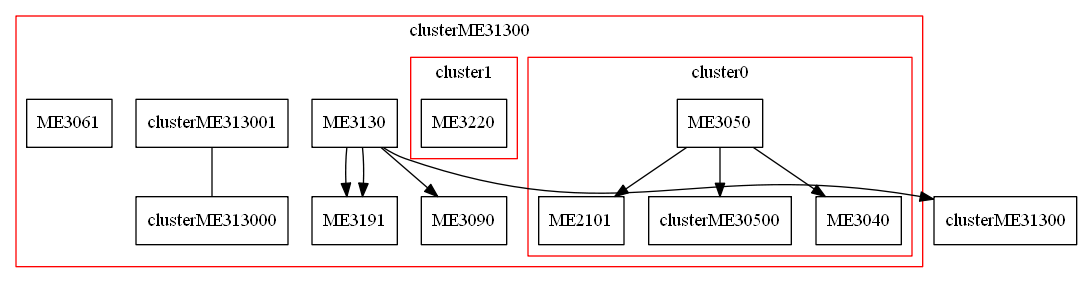 clusterME31300
cluster1
cluster0
ME3061
clusterME313001
ME3130
ME3220
ME3050
clusterME313000
ME3191
ME3090
ME2101
clusterME30500
ME3040
clusterME31300